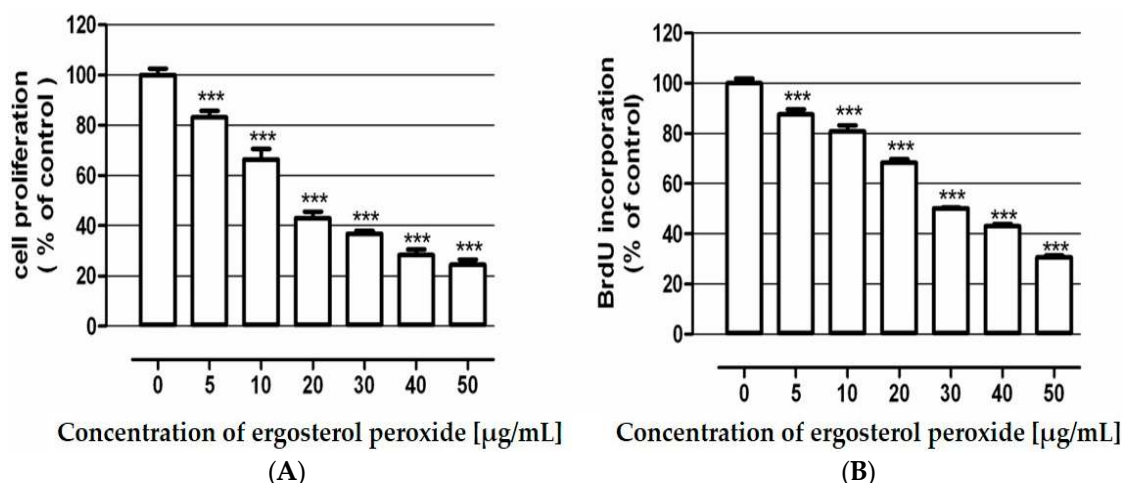 120
100
80
60
40
20
0
cell proliferation
( % of control )
***
***
***
***
***
***
0 5 10 20 30 40 50
Concentration of ergosterol peroxide [µg/mL]
(A)
120
100
80
60
40
20
0
BrdU incorporation
(% of control)
***
***
***
***
***
***
0 5 10 20 30 40 50
Concentration of ergosterol peroxide [µg/mL]
(B)